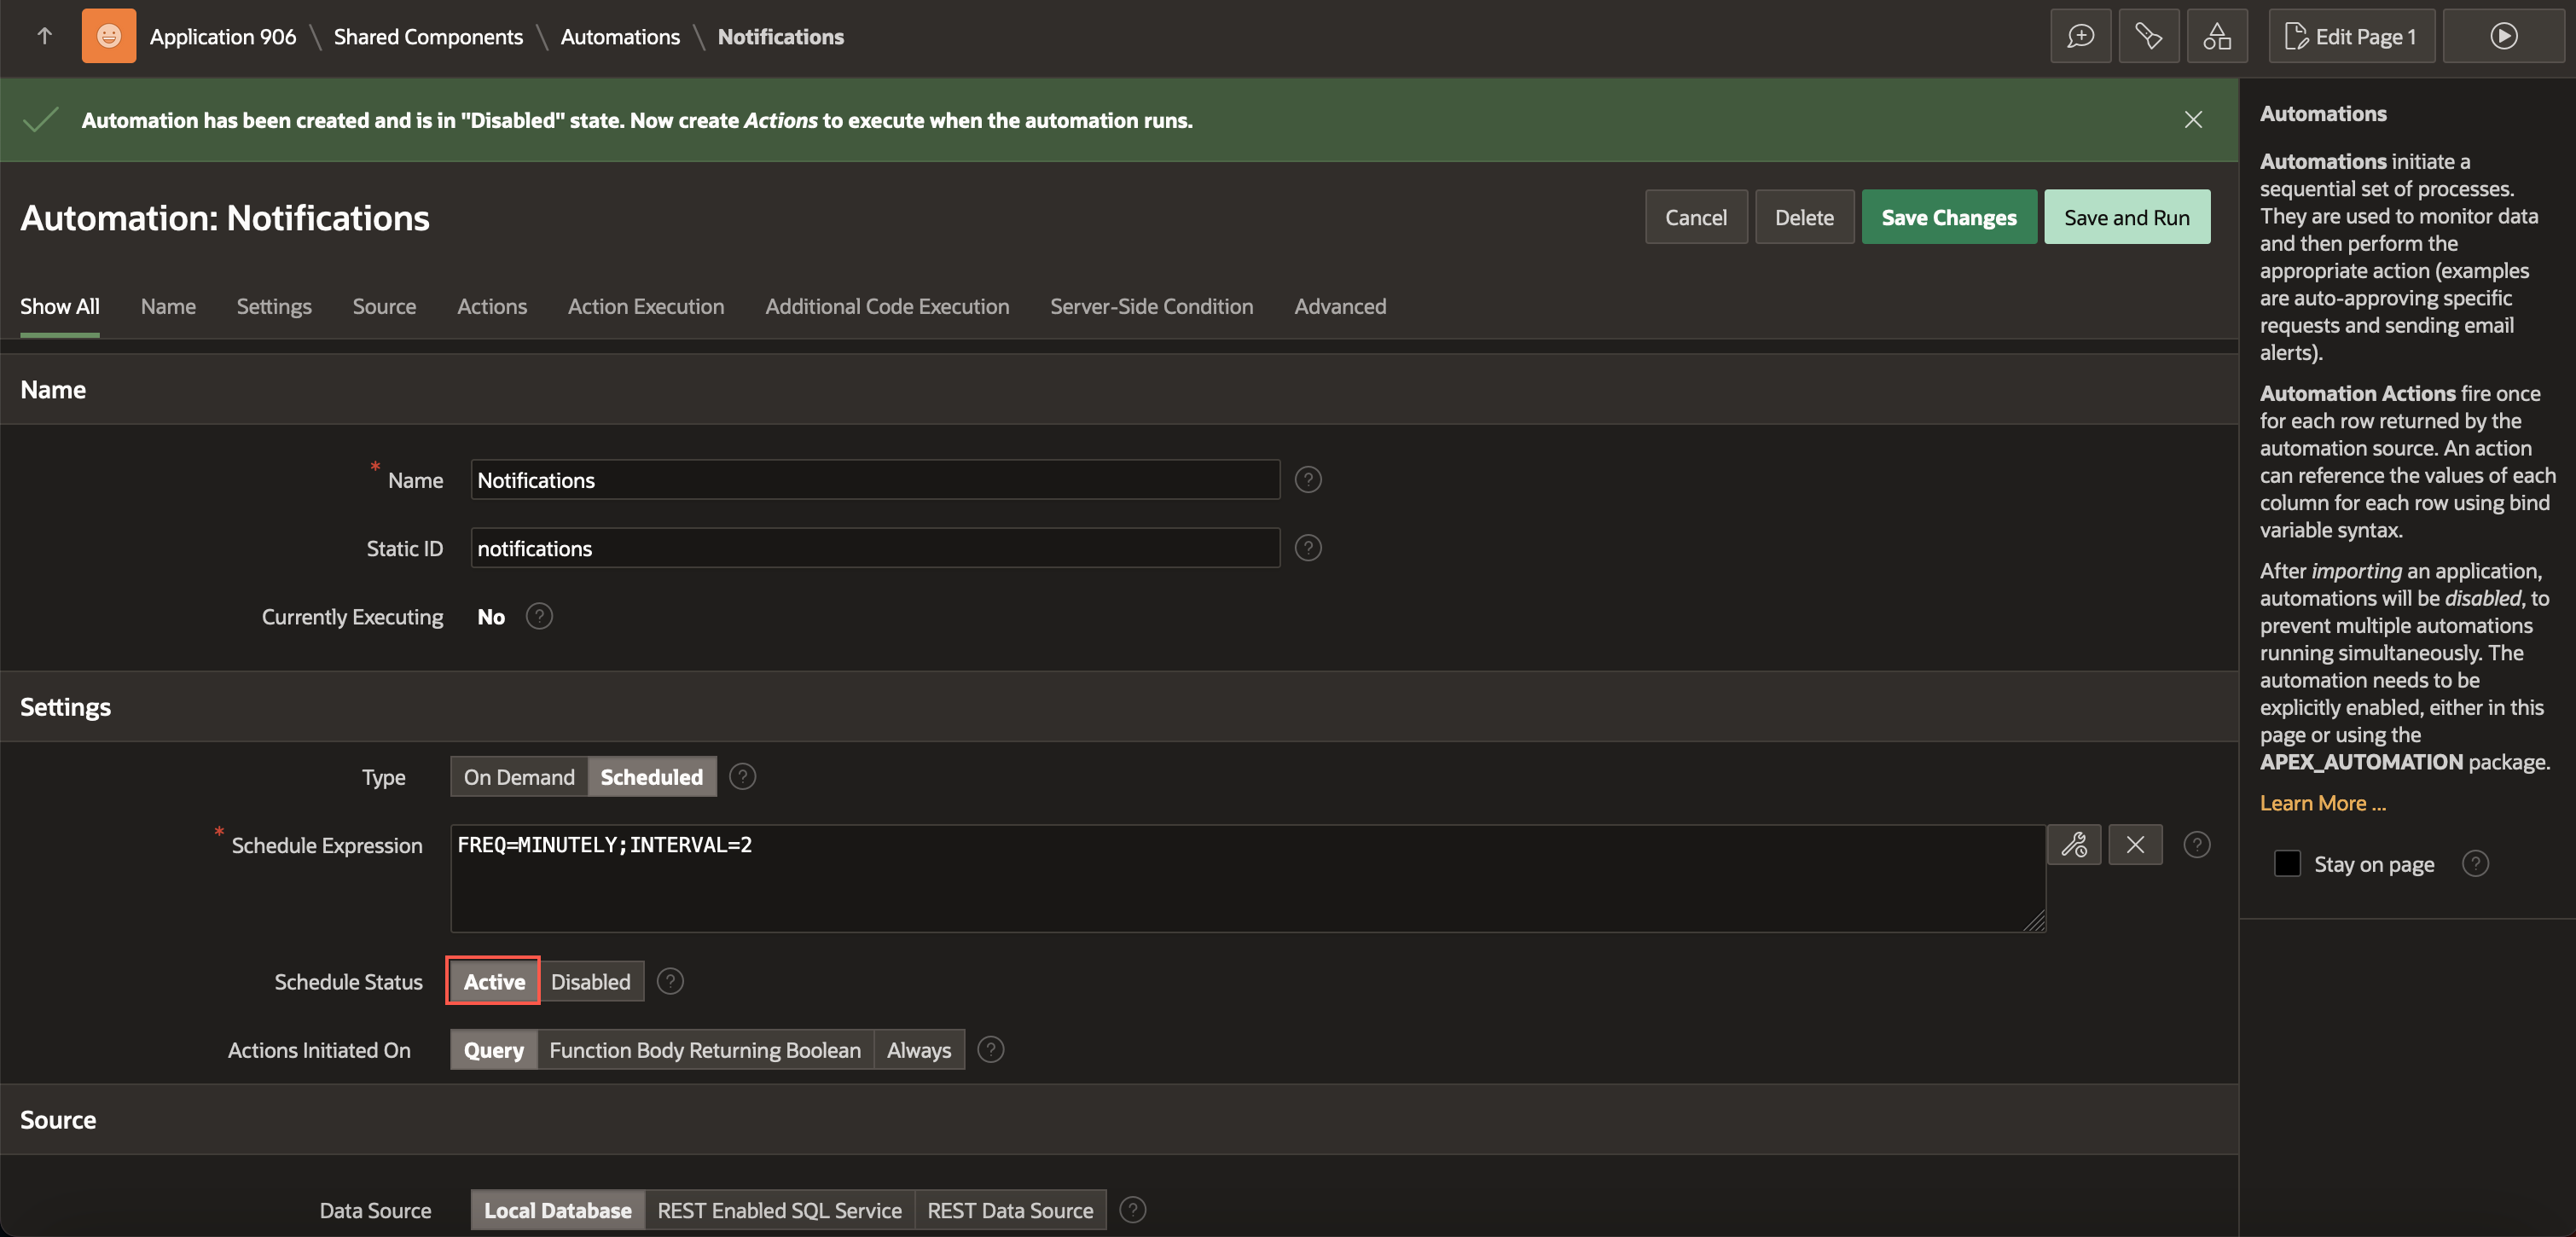 Application 906 \ Shared Components \ Automations \ Notifications
Edit Page 1
Automation has been created and is in "Disabled" state. Now create Actions to execute when the automation runs.
Automation: Notifications
Cancel
Delete
Save Changes
Save and Run
Show All
Name
Settings
Source
Actions
Action Execution
Additional Code Execution
Server-Side Condition
Advanced
Name
* Name
Notifications
Static ID
notifications
Currently Executing
No
Settings
Type
On Demand
Scheduled
* Schedule Expression
FREQ=MINUTELY;INTERVAL=2
Schedule Status
Active
Disabled
Actions Initiated On
Query
Function Body Returning Boolean
Always
Source
Data Source
Local Database
REST Enabled SQL Service
REST Data Source
Automations
Automations initiate a
sequential set of processes.
They are used to monitor data
and then perform the
appropriate action (examples
are auto-approving specific
requests and sending email
alerts).
Automation Actions fire once
for each row returned by the
automation source. An action
can reference the values of each
column for each row using bind
variable syntax.
After importing an application,
automations will be disabled, to
prevent multiple automations
running simultaneously. The
automation needs to be
explicitly enabled, either in this
page or using the
APEX_AUTOMATION package.
Learn More ...
Stay on page